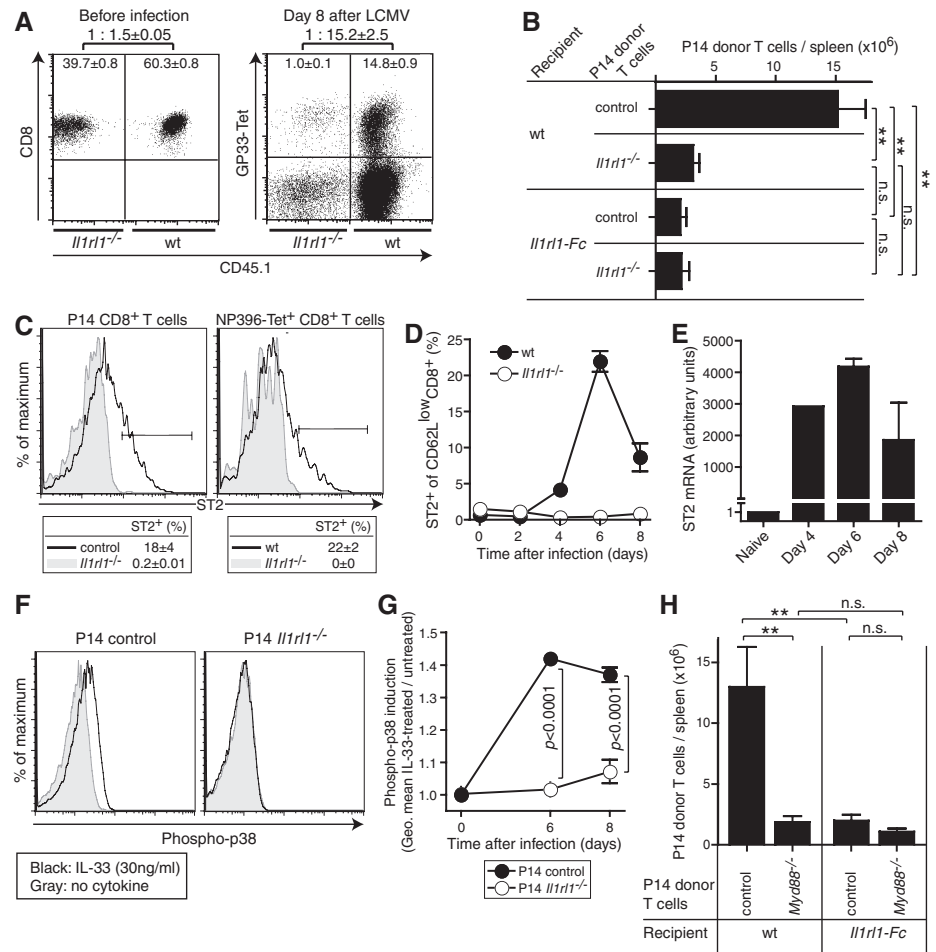 A
Before infection
1 : 1.5±0.05
39.7±0.8
60.3±0.8
CD8
Il1rl1-/-
wt
Day 8 after LCMV
1 : 15.2±2.5
1.0±0.1
14.8±0.9
GP33-Tet
Il1rl1-/-
wt
CD45.1
B
Recipient
P14 donor
T cells
P14 donor T cells / spleen (x10⁶)
5
10
15
wt
control
Il1rl1-/-
Il1rl1-Fc
control
Il1rl1-/-
**
**
**
n.s.
n.s.
n.s.
C
P14 CD8⁺ T cells
NP396-Tet⁺ CD8⁺ T cells
% of maximum
ST2
ST2⁺ (%)
control 18±4
Il1rl1-/- 0.2±0.01
ST2⁺ (%)
wt 22±2
Il1rl1-/- 0±0
D
ST2⁺ of CD62LlowCD8⁺ (%)
25
20
15
10
5
0
wt
Il1rl1-/-
0 2 4 6 8
Time after infection (days)
E
ST2 mRNA (arbitrary units)
5000
4000
3000
2000
1000
1
Naive
Day 4
Day 6
Day 8
F
P14 control
P14 Il1rl1-/-
% of maximum
Phospho-p38
Black: IL-33 (30ng/ml)
Gray: no cytokine
G
Phospho-p38 induction
(Geo. mean IL-33-treated / untreated)
1.5
1.4
1.3
1.2
1.1
1.0
p<0.0001
p<0.0001
0 6 8
Time after infection (days)
P14 control
P14 Il1rl1-/-
H
n.s.
**
**
n.s.
P14 donor T cells / spleen (x10⁶)
15
10
5
0
P14 donor
T cells
control
Myd88-/-
control
Myd88-/-
Recipient
wt
Il1rl1-Fc